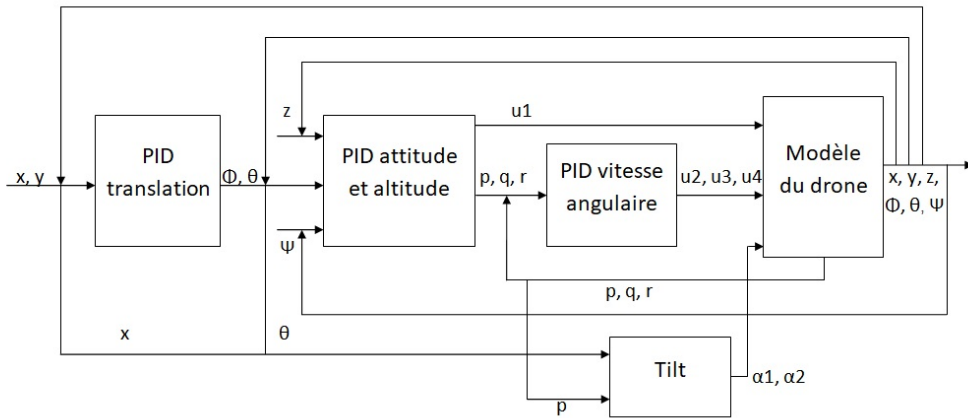 z
u1
PID
translation
PID attitude
et altitude
PID vitesse
angulaire
Modèle
du drone
x, y
Φ, θ
p, q, r
u2, u3, u4
x, y, z,
Φ, θ, Ψ
Ψ
p, q, r
x
θ
Tilt
α1, α2
p